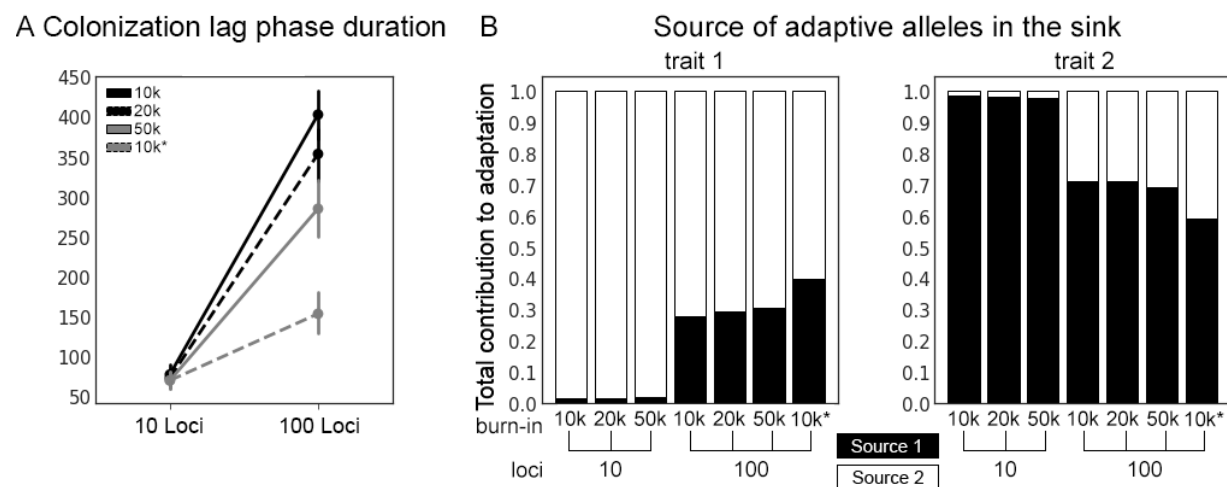 A Colonization lag phase duration
450
400
350
300
250
200
150
100
50
10k
20k
50k
10k*
10 Loci 100 Loci
B Source of adaptive alleles in the sink
Total contribution to adaptation
trait 1
1.0
0.9
0.8
0.7
0.6
0.5
0.4
0.3
0.2
0.1
0.0
burn-in 10k 20k 50k 10k 20k 50k 10k*
loci 10 100
trait 2
1.0
0.9
0.8
0.7
0.6
0.5
0.4
0.3
0.2
0.1
0.0
10k 20k 50k 10k 20k 50k 10k*
10 100
Source 1
Source 2